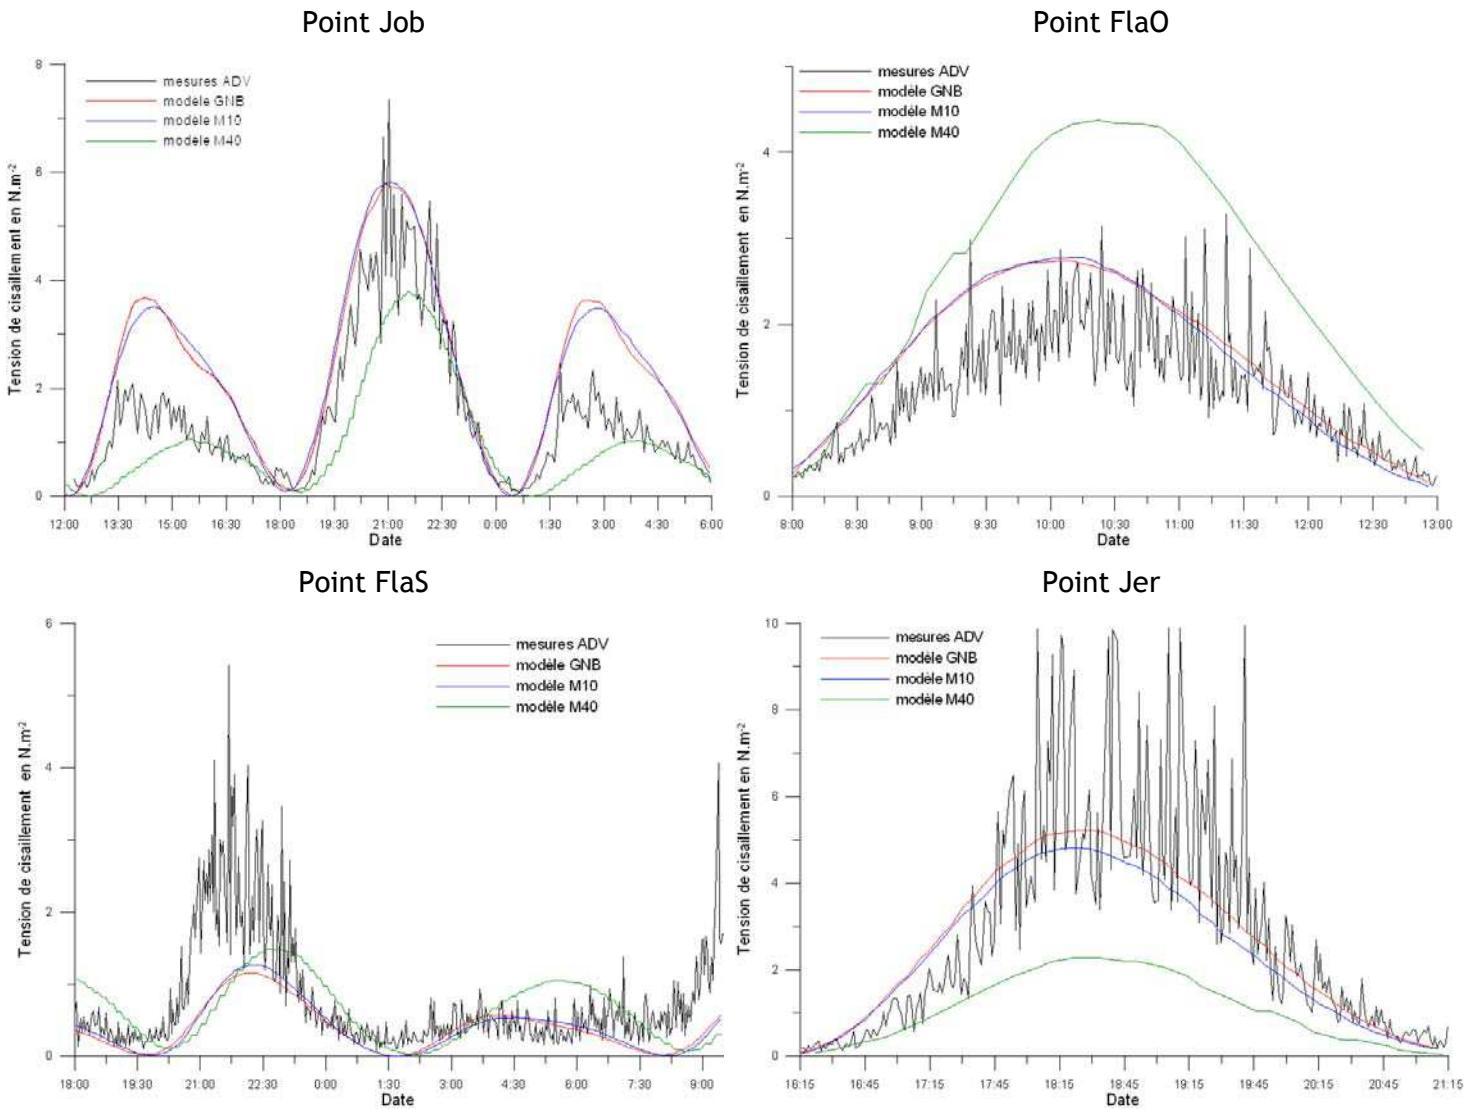 Point Job
8
6
4
2
0
mesures ADV
modèle GNB
modèle M10
modèle M40
Tension de cisaillement en N.m-2
12:00 13:30 15:00 16:30 18:00 19:30 21:00 22:30 0:00 1:30 3:00 4:30 6:00
Date
Point FlaO
4
2
0
mesures ADV
modèle GNB
modèle M10
modèle M40
Tension de cisaillement en N.m-2
8:00 8:30 9:00 9:30 10:00 10:30 11:00 11:30 12:00 12:30 13:00
Date
Point FlaS
6
4
2
0
mesures ADV
modèle GNB
modèle M10
modèle M40
Tension de cisaillement en N.m-2
18:00 19:30 21:00 22:30 0:00 1:30 3:00 4:30 6:00 7:30 9:00
Date
Point Jer
10
8
6
4
2
0
mesures ADV
modèle GNB
modèle M10
modèle M40
Tension de cisaillement en N.m-2
16:15 16:45 17:15 17:45 18:15 18:45 19:15 19:45 20:15 20:45 21:15
Date